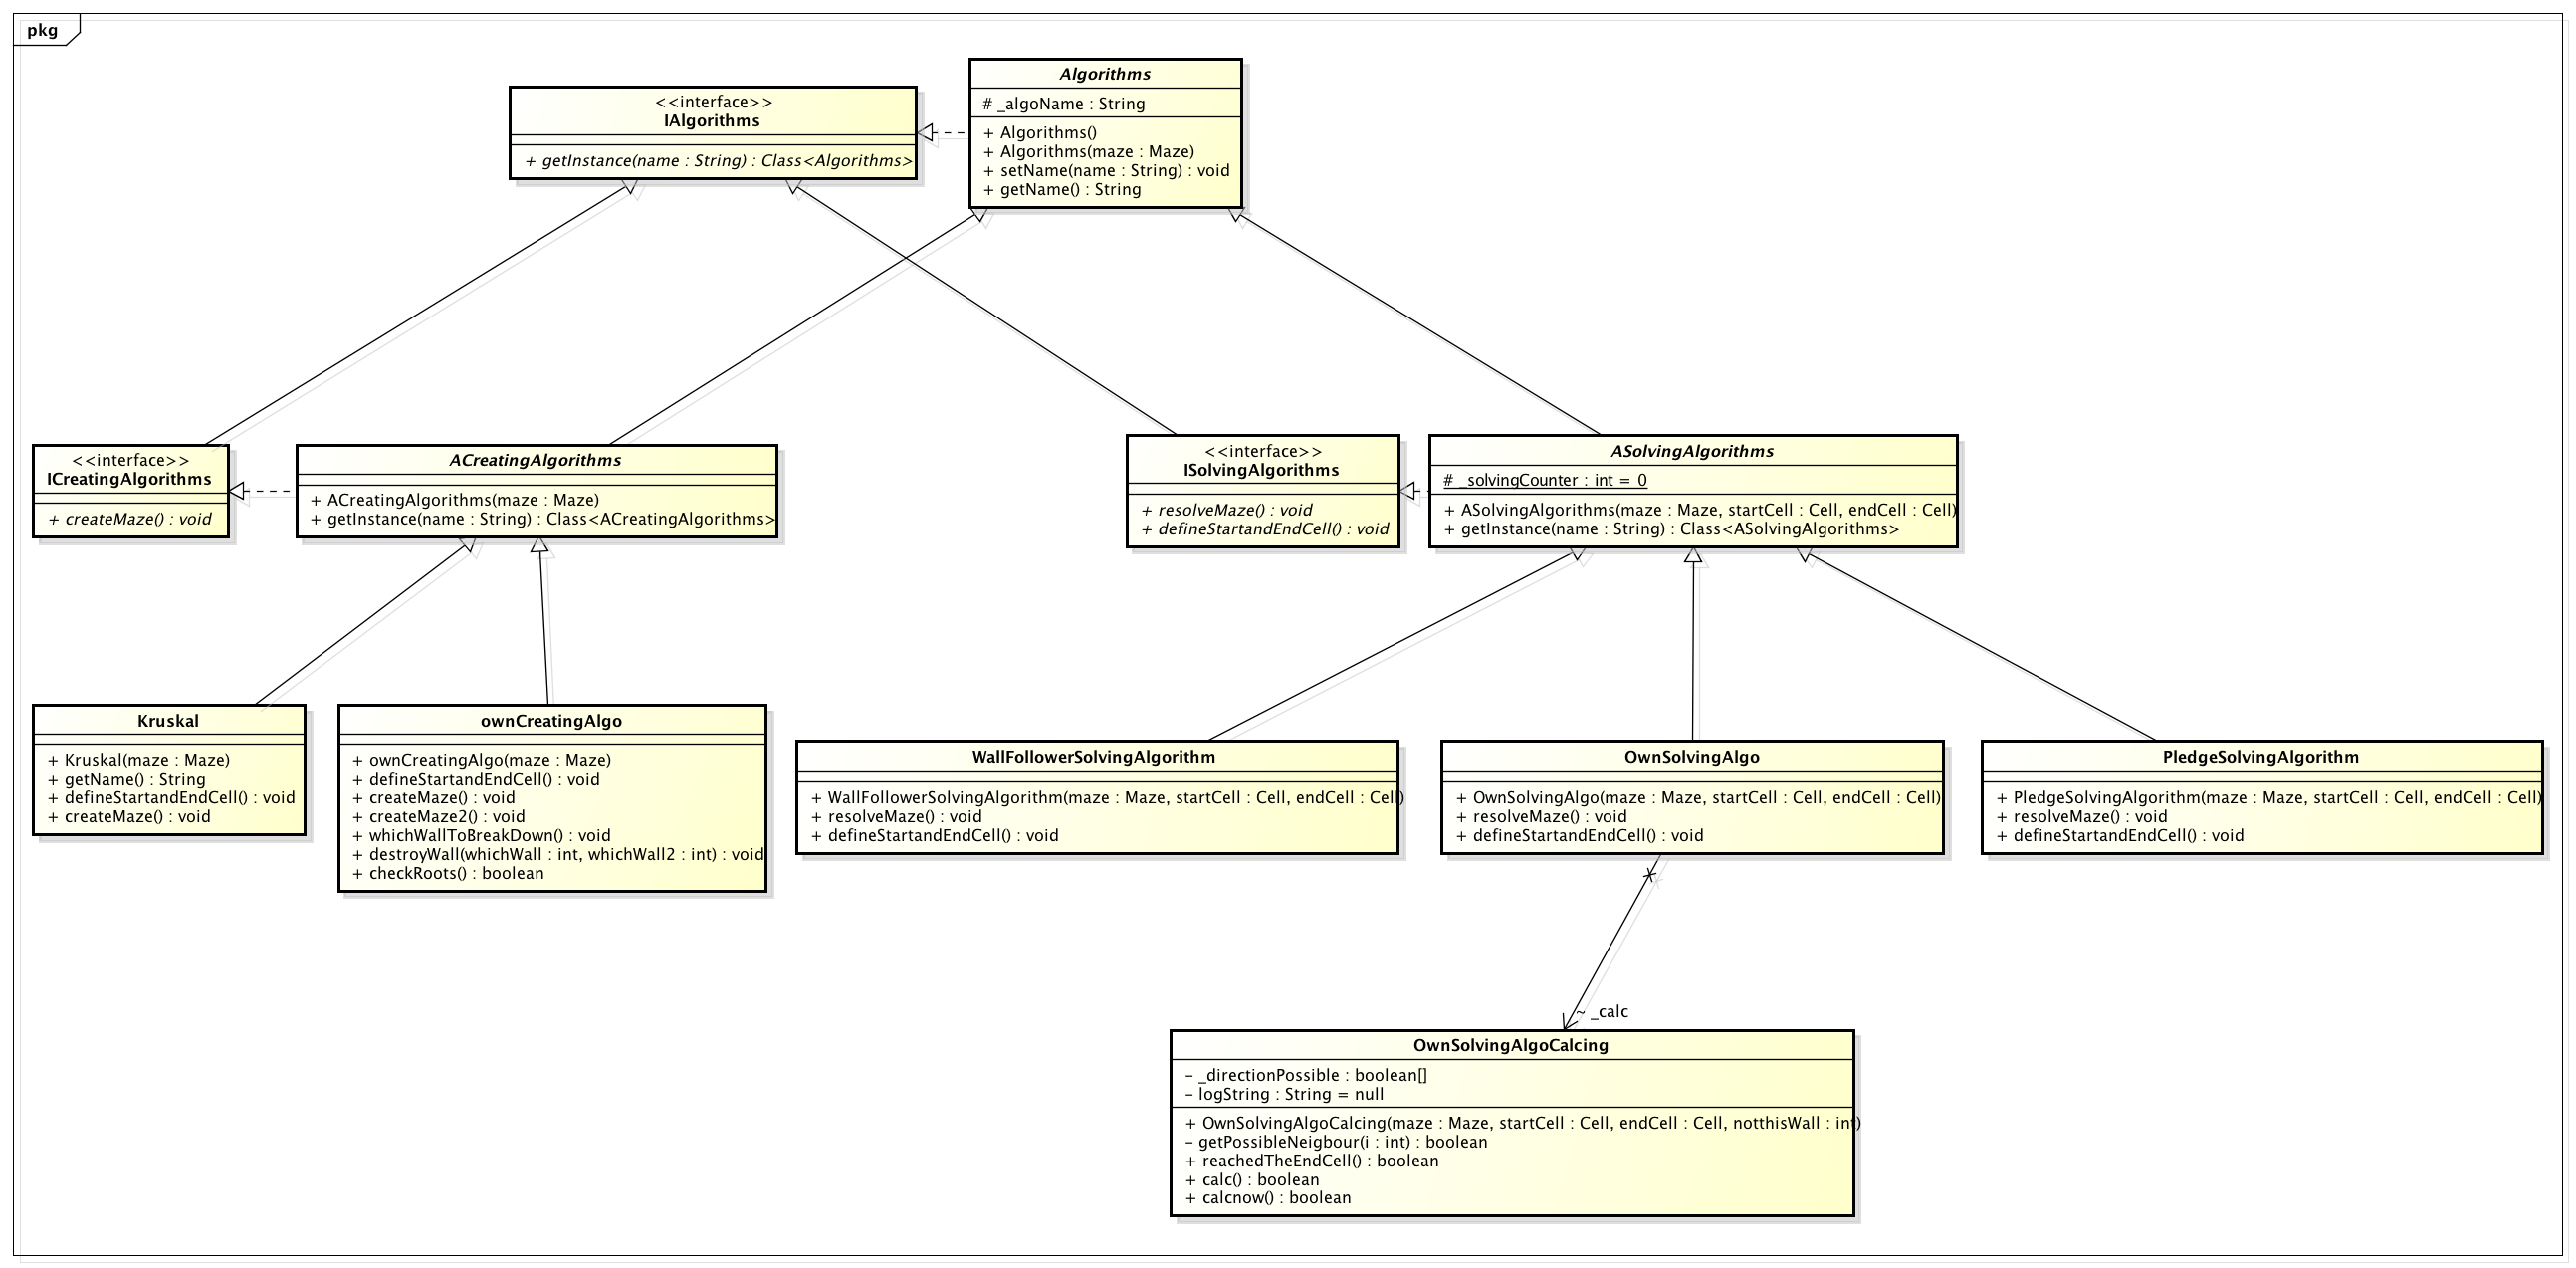 pkg
<<interface>>
IAlgorithms
+ getInstance(name : String) : Class<Algorithms>
Algorithms
# _algoName : String
+ Algorithms()
+ Algorithms(maze : Maze)
+ setName(name : String) : void
+ getName() : String
<<interface>>
ICreatingAlgorithms
+ createMaze() : void
ACreatingAlgorithms
+ ACreatingAlgorithms(maze : Maze)
+ getInstance(name : String) : Class<ACreatingAlgorithms>
<<interface>>
ISolvingAlgorithms
+ resolveMaze() : void
+ defineStartandEndCell() : void
ASolvingAlgorithms
# _solvingCounter : int = 0
+ ASolvingAlgorithms(maze : Maze, startCell : Cell, endCell : Cell)
+ getInstance(name : String) : Class<ASolvingAlgorithms>
Kruskal
+ Kruskal(maze : Maze)
+ getName() : String
+ defineStartandEndCell() : void
+ createMaze() : void
ownCreatingAlgo
+ ownCreatingAlgo(maze : Maze)
+ defineStartandEndCell() : void
+ createMaze() : void
+ createMaze2() : void
+ whichWallToBreakDown() : void
+ destroyWall(whichWall : int, whichWall2 : int) : void
+ checkRoots() : boolean
WallFollowerSolvingAlgorithm
+ WallFollowerSolvingAlgorithm(maze : Maze, startCell : Cell, endCell : Cell)
+ resolveMaze() : void
+ defineStartandEndCell() : void
OwnSolvingAlgo
+ OwnSolvingAlgo(maze : Maze, startCell : Cell, endCell : Cell)
+ resolveMaze() : void
+ defineStartandEndCell() : void
PledgeSolvingAlgorithm
+ PledgeSolvingAlgorithm(maze : Maze, startCell : Cell, endCell : Cell)
+ resolveMaze() : void
+ defineStartandEndCell() : void
~ _calc
OwnSolvingAlgoCalcing
– _directionPossible : boolean[]
– logString : String = null
+ OwnSolvingAlgoCalcing(maze : Maze, startCell : Cell, endCell : Cell, notthisWall : int)
– getPossibleNeigbour(i : int) : boolean
+ reachedTheEndCell() : boolean
+ calc() : boolean
+ calcnow() : boolean